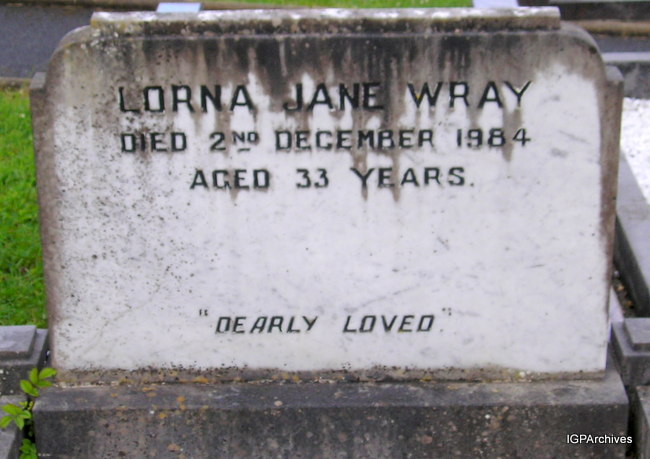 LORNA JANE WRAY
DIED 2ND DECEMBER 1984
AGED 33 YEARS.
"DEARLY LOVED."
IGPArchives